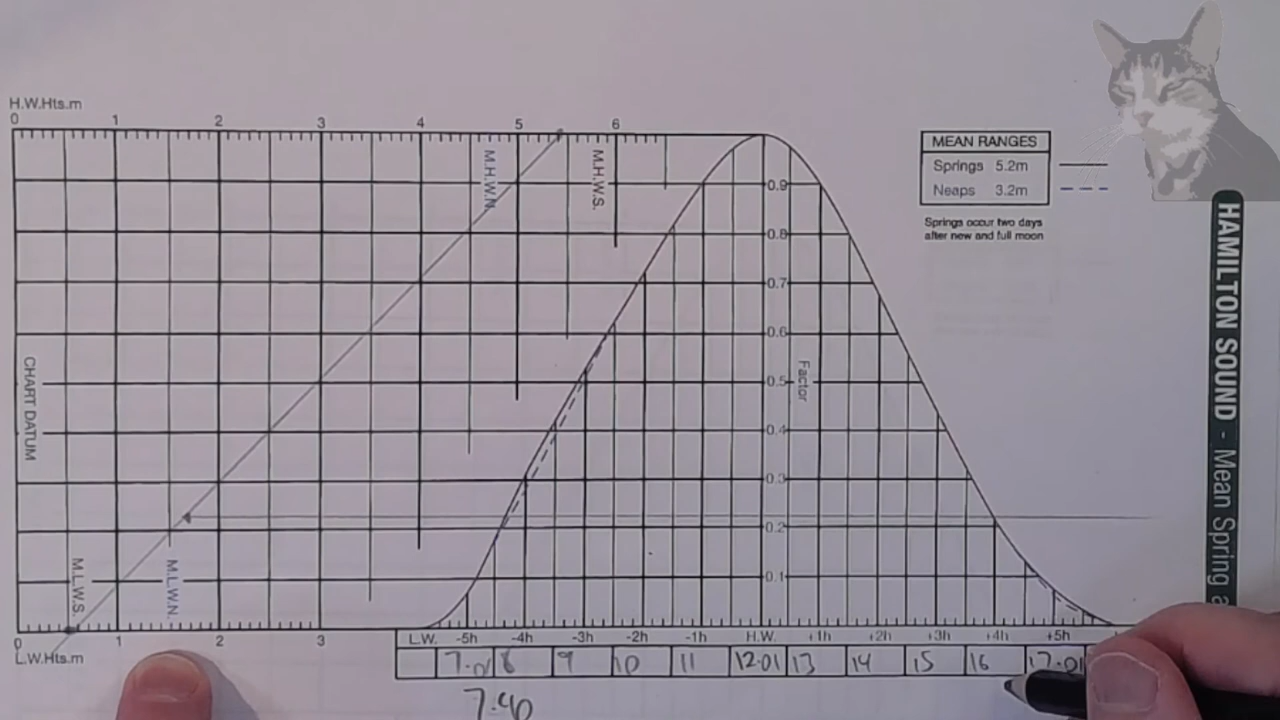 H.W.Hts.m
0 1 2 3 4 5 6
M.H.W.N.
M.H.W.S.
MEAN RANGES
Springs 5.2m
Neaps 3.2m
Springs occur two days
after new and full moon
HAMILTON SOUND - Mean Spring a
0.9
0.8
0.7
0.6
0.5
0.4
0.3
0.2
0.1
Factor
CHART DATUM
M.L.W.S.
M.L.W.N.
0 1 2 3
L.W.Hts.m
L.W. -5h -4h -3h -2h -1h H.W. +1h +2h +3h +4h +5h
7.01 8 9 10 11 12.01 13 14 15 16 17.01
7.40